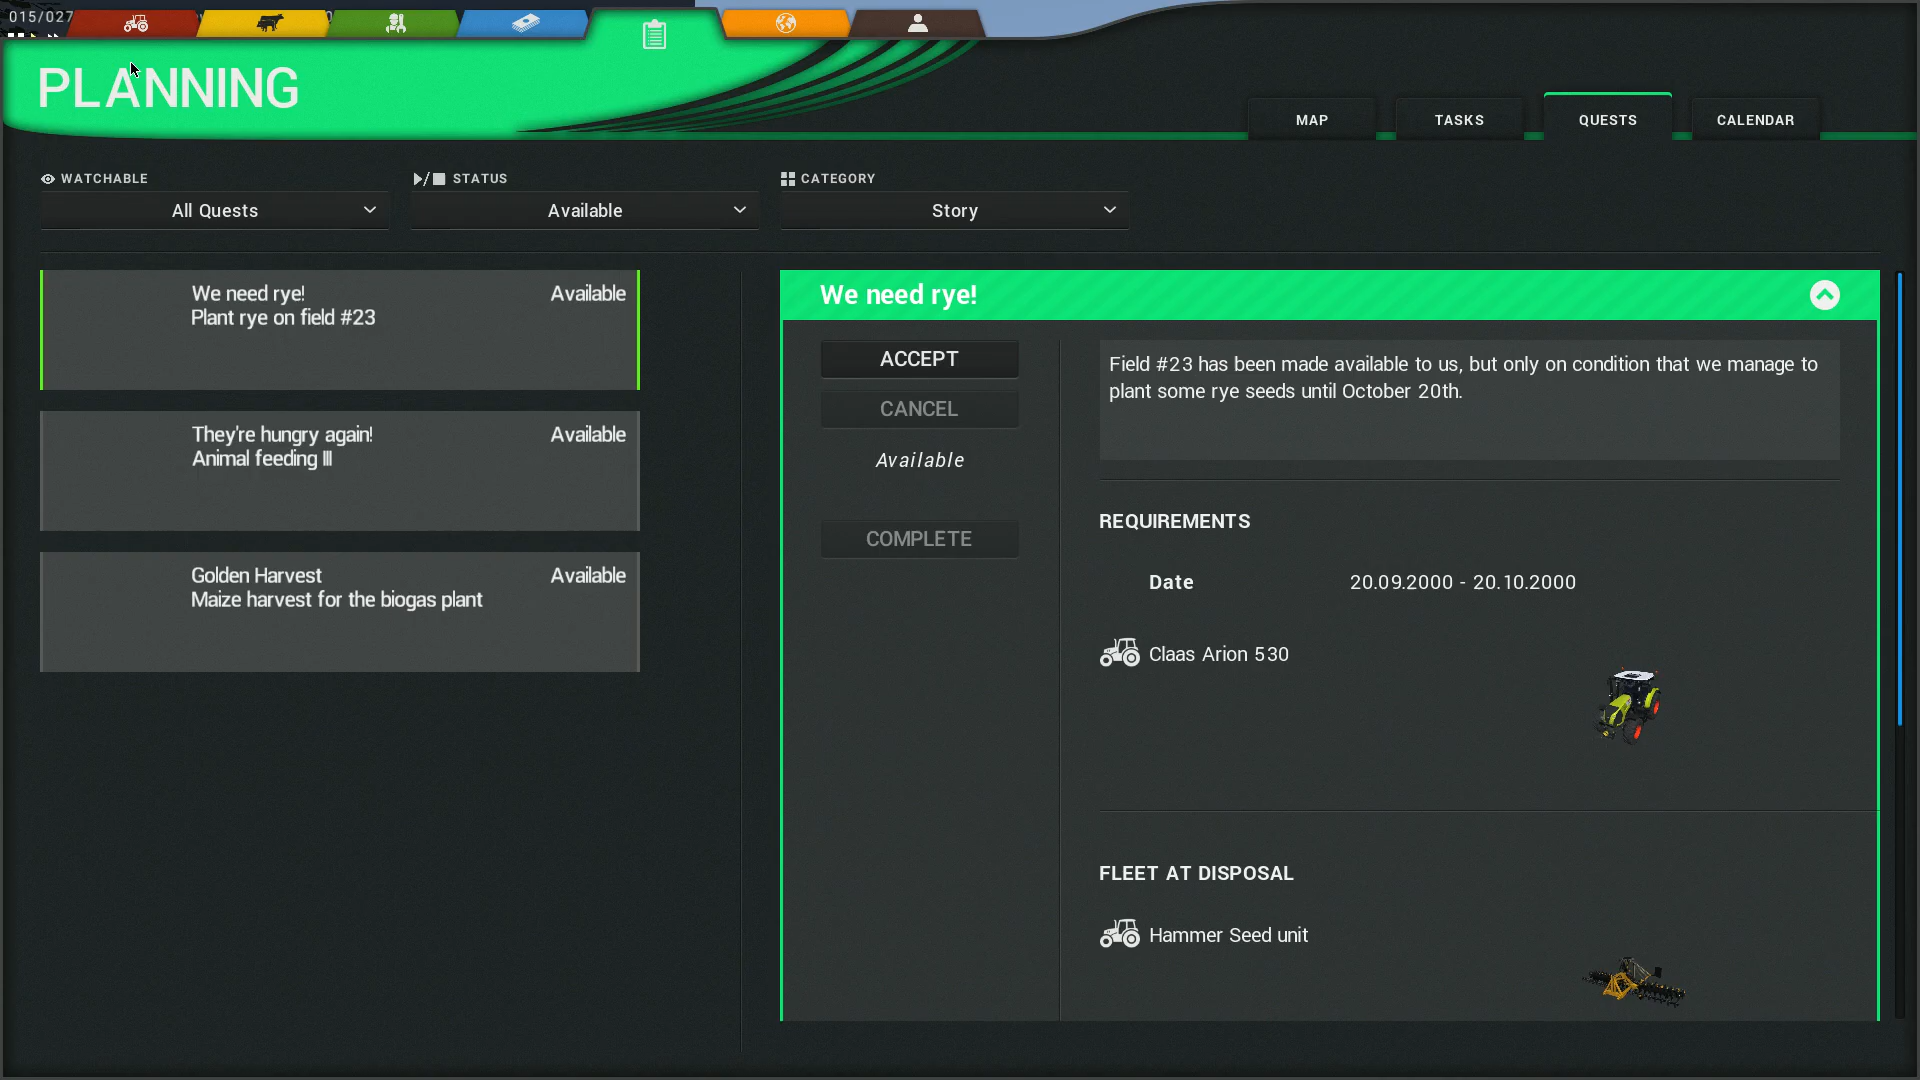 015/027
PLANNING
MAP
TASKS
QUESTS
CALENDAR
WATCHABLE
STATUS
CATEGORY
All Quests
Available
Story
We need rye!
Available
Plant rye on field #23
They're hungry again!
Available
Animal feeding III
Golden Harvest
Available
Maize harvest for the biogas plant
We need rye!
ACCEPT
CANCEL
Available
COMPLETE
Field #23 has been made available to us, but only on condition that we manage to
plant some rye seeds until October 20th.
REQUIREMENTS
Date
20.09.2000 - 20.10.2000
Claas Arion 530
FLEET AT DISPOSAL
Hammer Seed unit